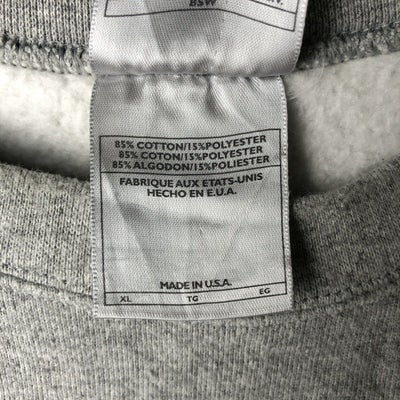 BSW
85% COTTON/15%POLYESTER
85% COTON/15%POLYESTER
85% ALGODON/15%POLIESTER
FABRIQUE AUX ETATS-UNIS
HECHO EN E.U.A.
MADE IN U.S.A.
XL TG EG